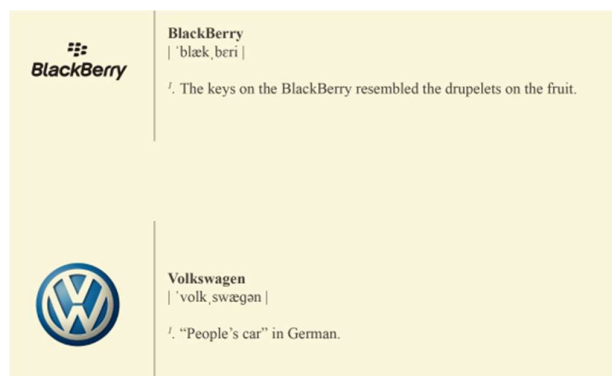 BlackBerry
| ˈblækˌbɛri |
BlackBerry
1. The keys on the BlackBerry resembled the drupelets on the fruit.
VW
Volkswagen
| ˈvolkˌswægən |
1. “People’s car” in German.